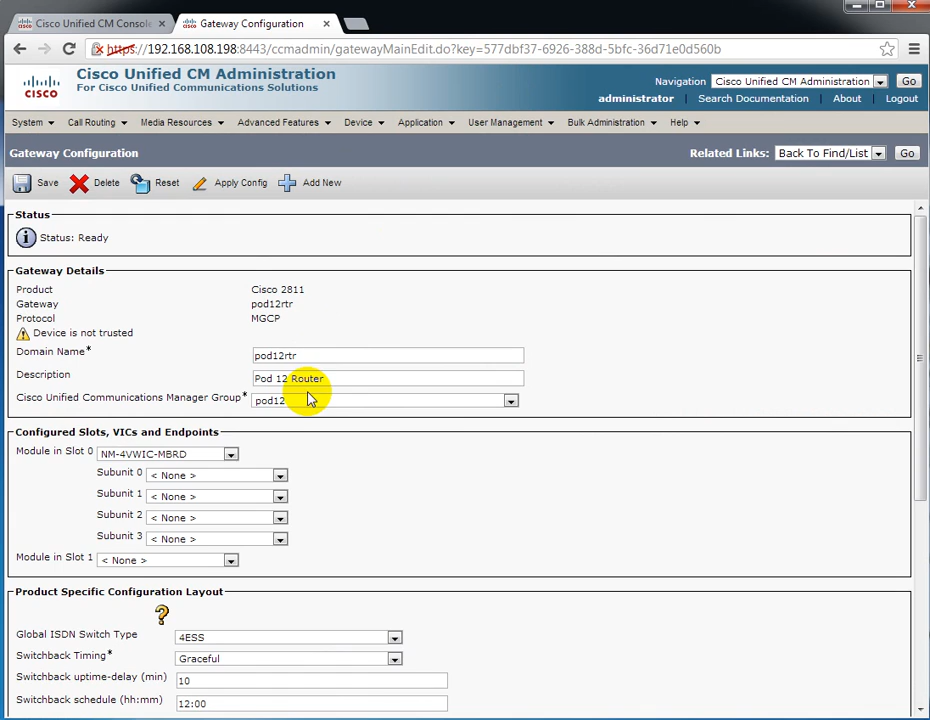 Cisco Unified CM Console
Gateway Configuration
https://192.168.108.198:8443/ccmadmin/gatewayMainEdit.do?key=577dbf37-6926-388d-5bfc-36d71e0d560b
CISCO
Cisco Unified CM Administration
For Cisco Unified Communications Solutions
Navigation Cisco Unified CM Administration Go
administrator | Search Documentation | About | Logout
System Call Routing Media Resources Advanced Features Device Application User Management Bulk Administration Help
Gateway Configuration Related Links: Back To Find/List Go
Save Delete Reset Apply Config Add New
Status
Status: Ready
Gateway Details
Product Cisco 2811
Gateway pod12rtr
Protocol MGCP
Device is not trusted
Domain Name* pod12rtr
Description Pod 12 Router
Cisco Unified Communications Manager Group* pod12
Configured Slots, VICs and Endpoints
Module in Slot 0 NM-4VWIC-MBRD
Subunit 0 < None >
Subunit 1 < None >
Subunit 2 < None >
Subunit 3 < None >
Module in Slot 1 < None >
Product Specific Configuration Layout
?
Global ISDN Switch Type 4ESS
Switchback Timing* Graceful
Switchback uptime-delay (min) 10
Switchback schedule (hh:mm) 12:00